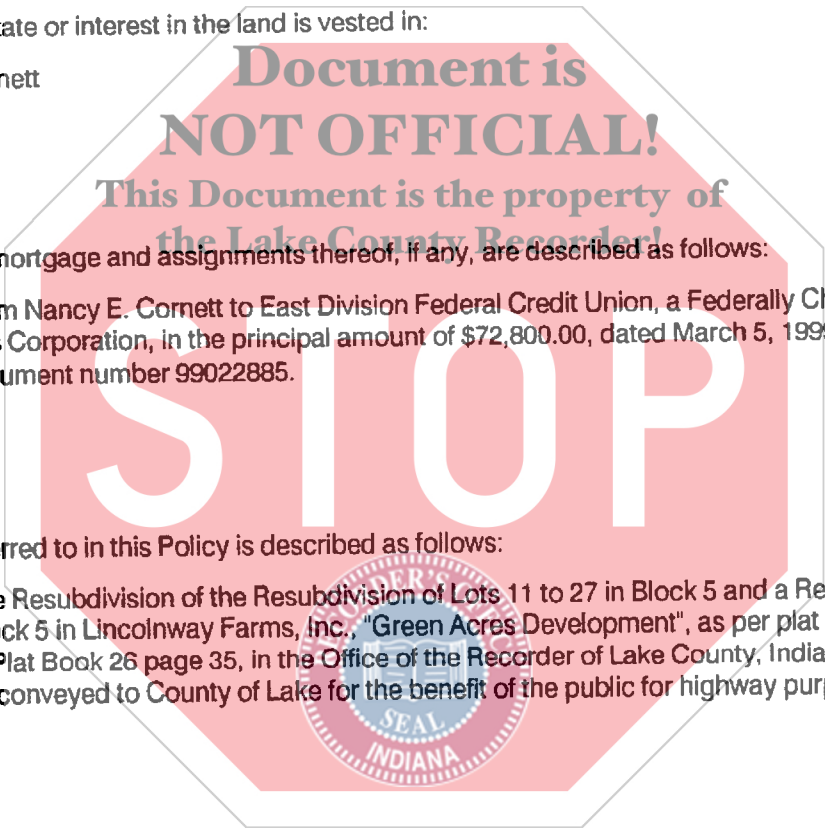 ate or interest in the land is vested in:
nett
Document is
NOT OFFICIAL!
This Document is the property of
the Lake County Recorder!
nortgage and assignments thereof, if any, are described as follows:
m Nancy E. Cornett to East Division Federal Credit Union, a Federally Ch
s Corporation, in the principal amount of $72,800.00, dated March 5, 1999
ument number 99022885.
STOP
rred to in this Policy is described as follows:
e Resubdivision of the Resubdivision of Lots 11 to 27 in Block 5 and a Re
ck 5 in Lincolnway Farms, Inc., "Green Acres Development", as per plat
Plat Book 26 page 35, in the Office of the Recorder of Lake County, India
conveyed to County of Lake for the benefit of the public for highway purp
SEAL
INDIANA